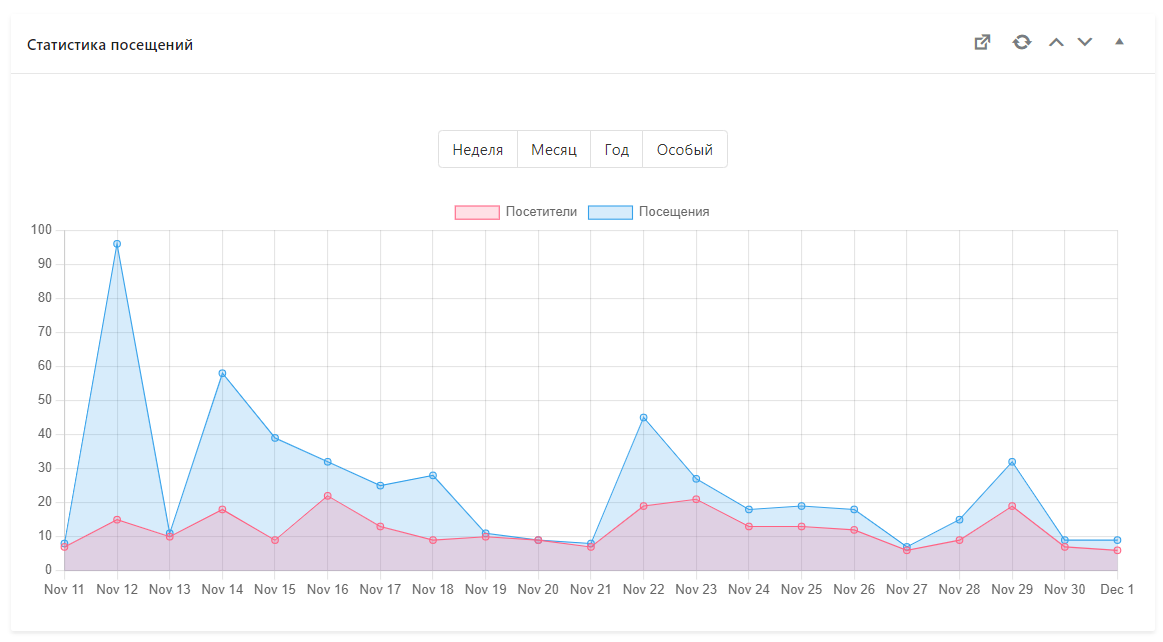 Статистика посещений
Неделя Месяц Год Особый
Посетители Посещения
100
90
80
70
60
50
40
30
20
10
0
Nov 11 Nov 12 Nov 13 Nov 14 Nov 15 Nov 16 Nov 17 Nov 18 Nov 19 Nov 20 Nov 21 Nov 22 Nov 23 Nov 24 Nov 25 Nov 26 Nov 27 Nov 28 Nov 29 Nov 30 Dec 1